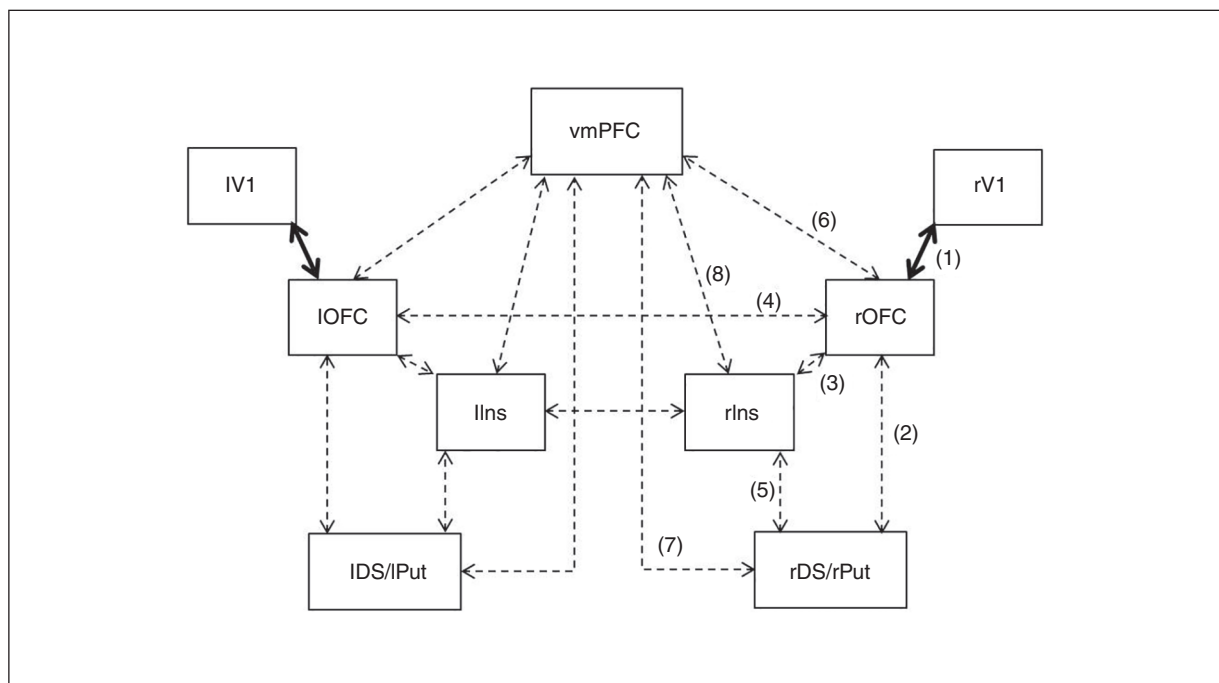 vmPFC
lV1
rV1
(6)
(1)
(8)
(4)
lOFC
rOFC
(3)
lIns
rIns
(2)
(5)
(7)
lDS/lPut
rDS/rPut